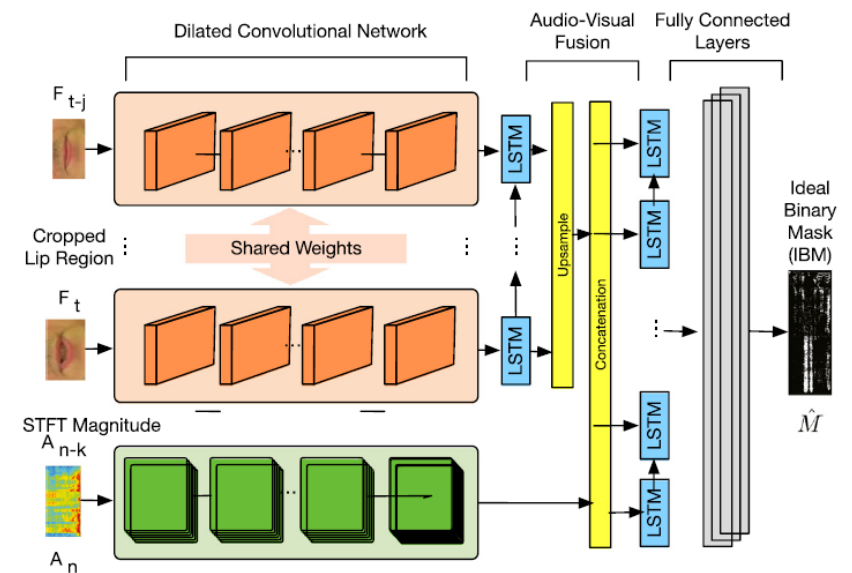 Dilated Convolutional Network
Audio-Visual
Fusion
Fully Connected
Layers
F t-j
LSTM
LSTM
Cropped
Lip Region
Shared Weights
Upsample
Concatenation
LSTM
Ideal
Binary
Mask
(IBM)
F t
LSTM
M̂
STFT Magnitude
A n-k
LSTM
LSTM
A n